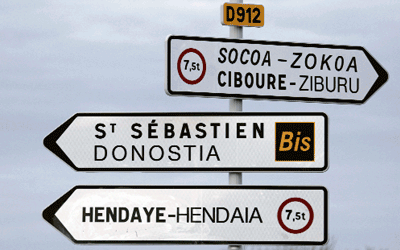 D912
7,5t
SOCOA-ZOKOA
CIBOURE-ZIBURU
ST SÉBASTIEN
DONOSTIA
Bis
HENDAYE-HENDAIA
7,5t